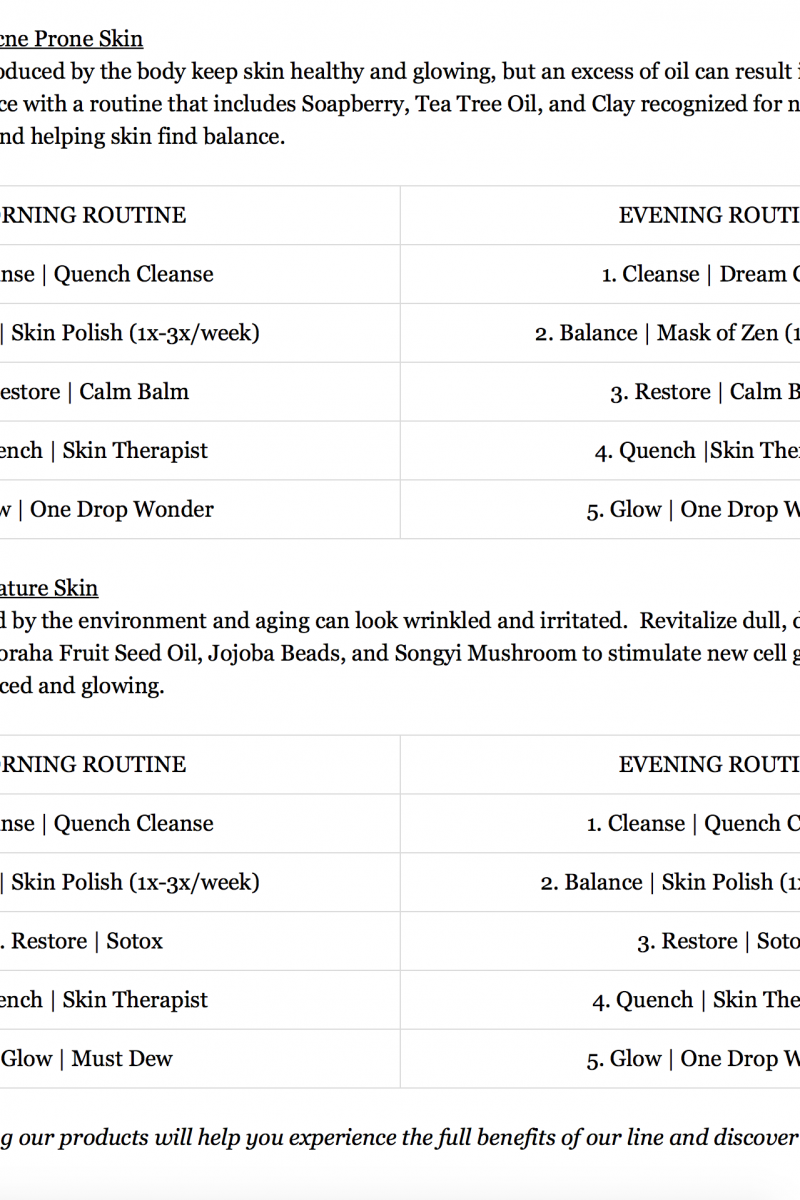 cne Prone Skin
oduced by the body keep skin healthy and glowing, but an excess of oil can result i
ce with a routine that includes Soapberry, Tea Tree Oil, and Clay recognized for n
nd helping skin find balance.
RNING ROUTINE
EVENING ROUTI
nse | Quench Cleanse
1. Cleanse | Dream C
| Skin Polish (1x-3x/week)
2. Balance | Mask of Zen (1
estore | Calm Balm
3. Restore | Calm B
ench | Skin Therapist
4. Quench |Skin The
w | One Drop Wonder
5. Glow | One Drop W
ature Skin
d by the environment and aging can look wrinkled and irritated.  Revitalize dull, d
oraha Fruit Seed Oil, Jojoba Beads, and Songyi Mushroom to stimulate new cell g
ced and glowing.
RNING ROUTINE
EVENING ROUTI
nse | Quench Cleanse
1. Cleanse | Quench C
| Skin Polish (1x-3x/week)
2. Balance | Skin Polish (1x
. Restore | Sotox
3. Restore | Soto
ench | Skin Therapist
4. Quench | Skin The
Glow | Must Dew
5. Glow | One Drop W
g our products will help you experience the full benefits of our line and discover